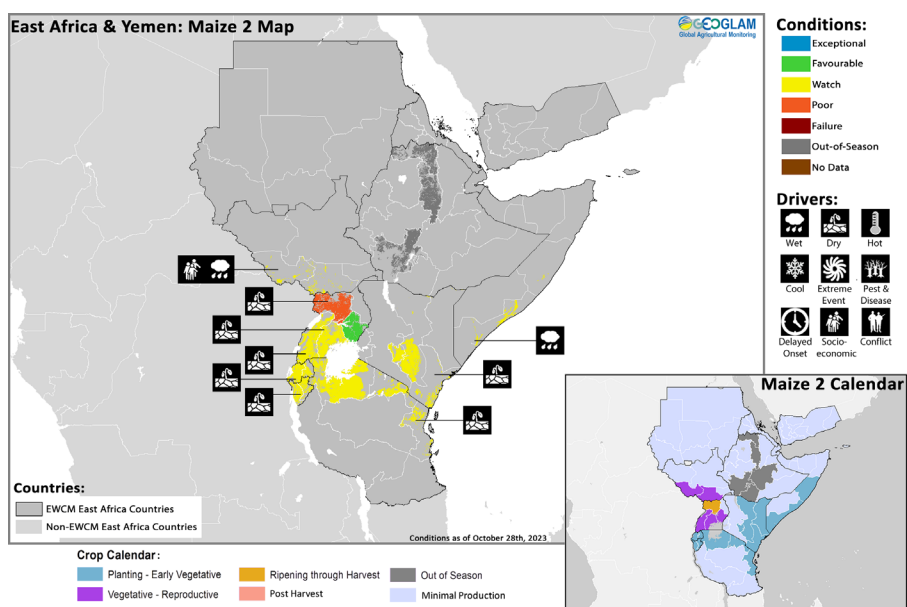 East Africa & Yemen: Maize 2 Map
GEOGLAM
Global Agricultural Monitoring
Conditions:
Exceptional
Favourable
Watch
Poor
Failure
Out-of-Season
No Data
Drivers:
Wet
Dry
Hot
Cool
Extreme
Event
Pest &
Disease
Delayed
Onset
Socio-
economic
Conflict
Countries:
EWCM East Africa Countries
Non-EWCM East Africa Countries
Conditions as of October 28th, 2023
Maize 2 Calendar
Crop Calendar:
Planting - Early Vegetative
Ripening through Harvest
Out of Season
Vegetative - Reproductive
Post Harvest
Minimal Production